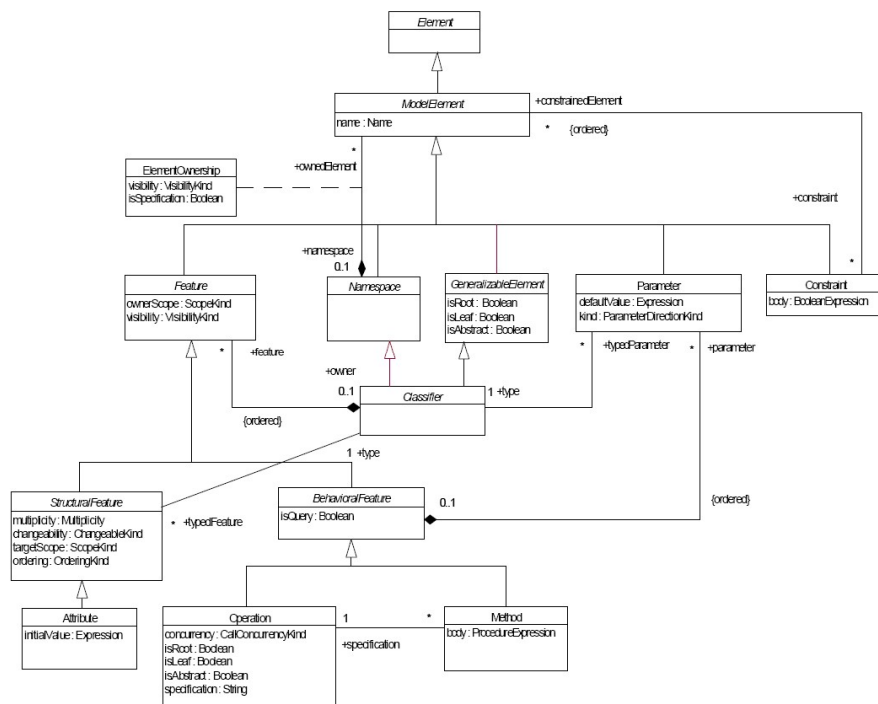 Element
ModelElement
name : Name
+constrainedElement
*
{ordered}
*
+ownedElement
ElementOwnership
visibility : VisibilityKind
isSpecification : Boolean
+constraint
*
+namespace
0..1
Feature
ownerScope : ScopeKind
visibility : VisibilityKind
Namespace
GeneralizableElement
isRoot : Boolean
isLeaf : Boolean
isAbstract : Boolean
Parameter
defaultValue : Expression
kind : ParameterDirectionKind
Constraint
body : BooleanExpression
*
+feature
+owner
0..1
{ordered}
Classifier
1
+type
*
+typedParameter
*
+parameter
1
+type
StructuralFeature
multiplicity : Multiplicity
changeability : ChangeableKind
targetScope : ScopeKind
ordering : OrderingKind
*
+typedFeature
BehavioralFeature
isQuery : Boolean
0..1
{ordered}
Attribute
initialValue : Expression
Operation
concurrency : CallConcurrencyKind
isRoot : Boolean
isLeaf : Boolean
isAbstract : Boolean
specification : String
1
+specification
*
Method
body : ProcedureExpression